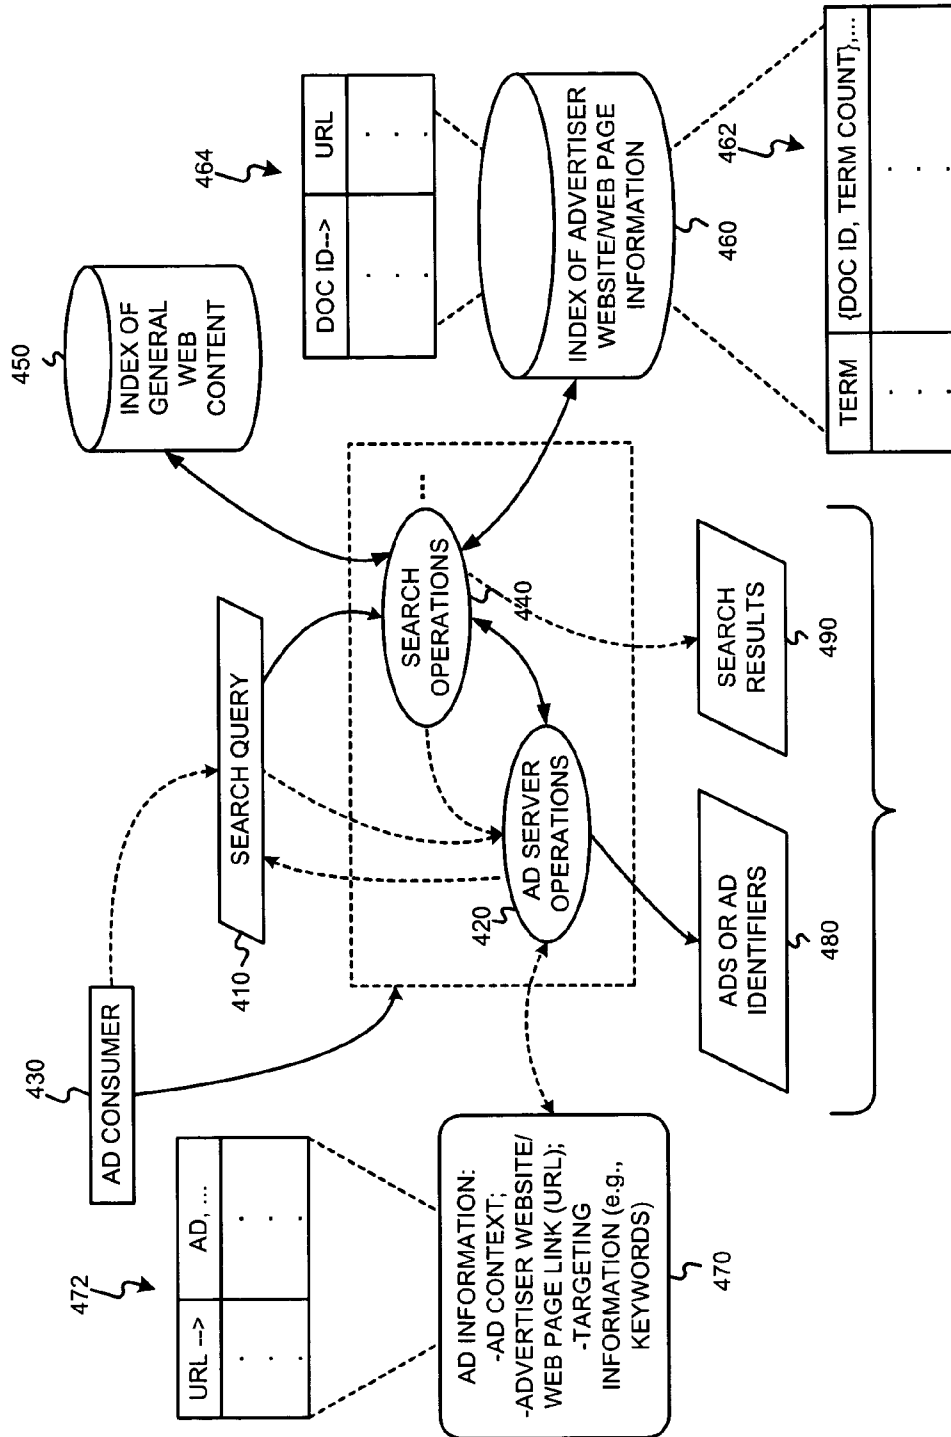 472
URL -->
AD, ...
. . .
. . .
AD INFORMATION:
-AD CONTEXT;
-ADVERTISER WEBSITE/
WEB PAGE LINK (URL);
-TARGETING
INFORMATION (e.g.,
KEYWORDS)
470
430
AD CONSUMER
410
SEARCH QUERY
420
AD SERVER
OPERATIONS
SEARCH
OPERATIONS
440
...
ADS OR AD
IDENTIFIERS
480
SEARCH
RESULTS
490
450
INDEX OF
GENERAL
WEB
CONTENT
464
DOC ID-->
URL
. . .
. . .
INDEX OF ADVERTISER
WEBSITE/WEB PAGE
INFORMATION
460
462
TERM
{DOC ID, TERM COUNT},...
. . .
. . .